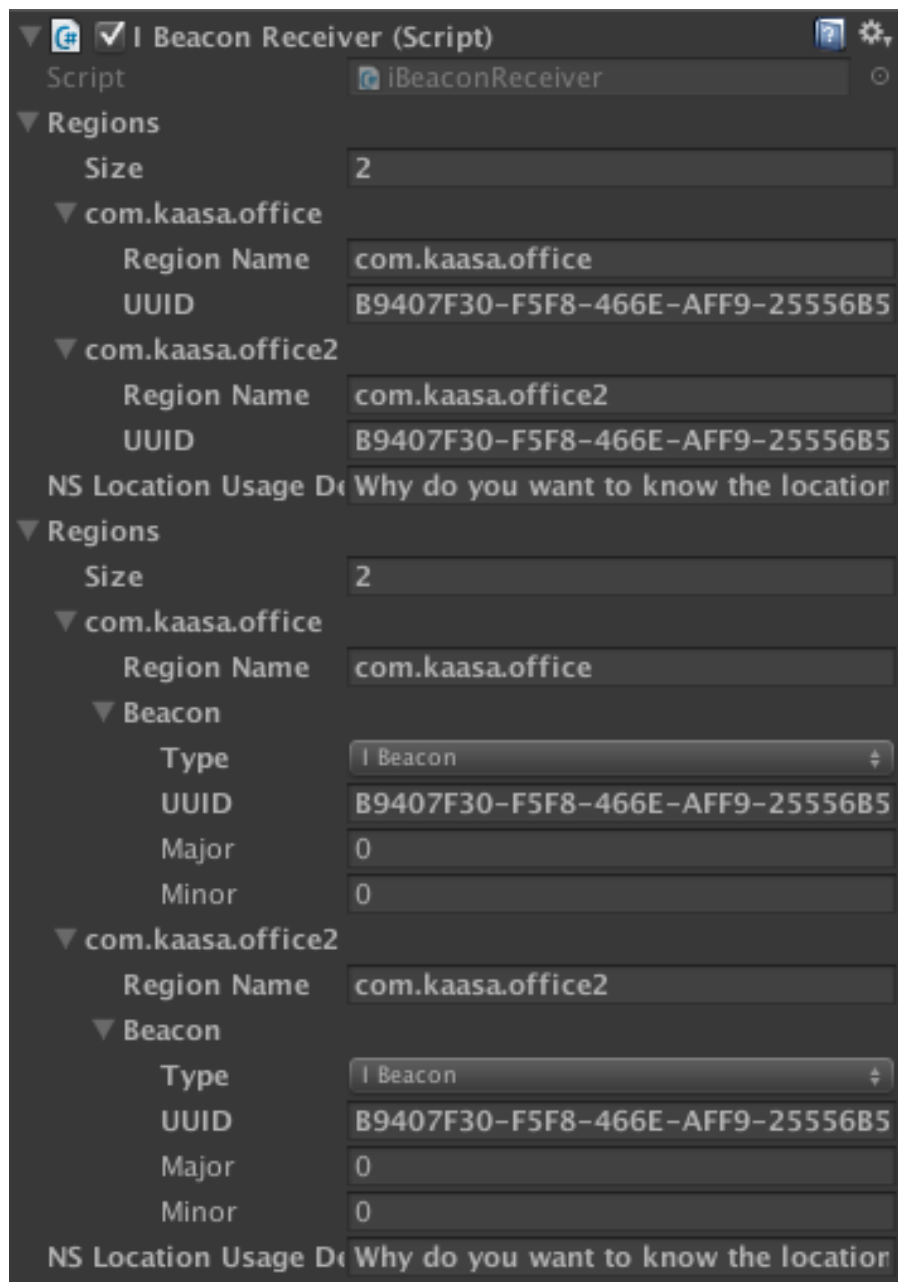 I Beacon Receiver (Script)
Script iBeaconReceiver
Regions
Size 2
com.kaasa.office
Region Name com.kaasa.office
UUID B9407F30-F5F8-466E-AFF9-25556B5
com.kaasa.office2
Region Name com.kaasa.office2
UUID B9407F30-F5F8-466E-AFF9-25556B5
NS Location Usage De Why do you want to know the location
Regions
Size 2
com.kaasa.office
Region Name com.kaasa.office
Beacon
Type I Beacon
UUID B9407F30-F5F8-466E-AFF9-25556B5
Major 0
Minor 0
com.kaasa.office2
Region Name com.kaasa.office2
Beacon
Type I Beacon
UUID B9407F30-F5F8-466E-AFF9-25556B5
Major 0
Minor 0
NS Location Usage De Why do you want to know the location